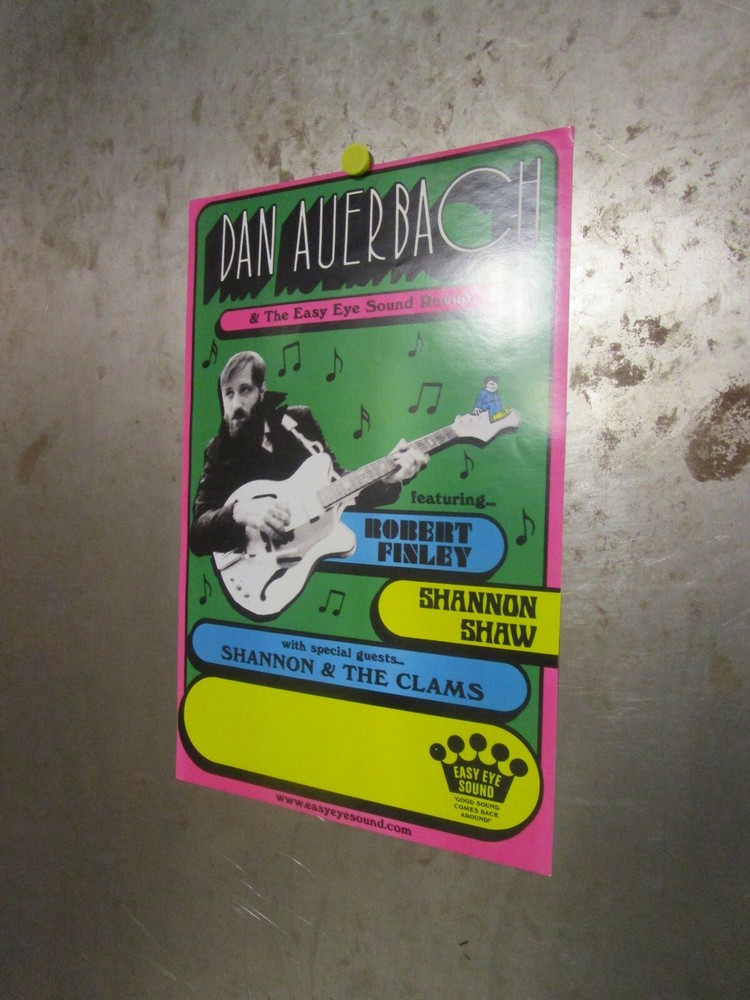 DAN AUERBACH
& The Easy Eye Sound Revue
featuring...
ROBERT
FINLEY
SHANNON
SHAW
with special guests...
SHANNON & THE CLAMS
EASY EYE
SOUND
"GOOD SOUND
COMES BACK
AROUND"
www.easyeyesound.com